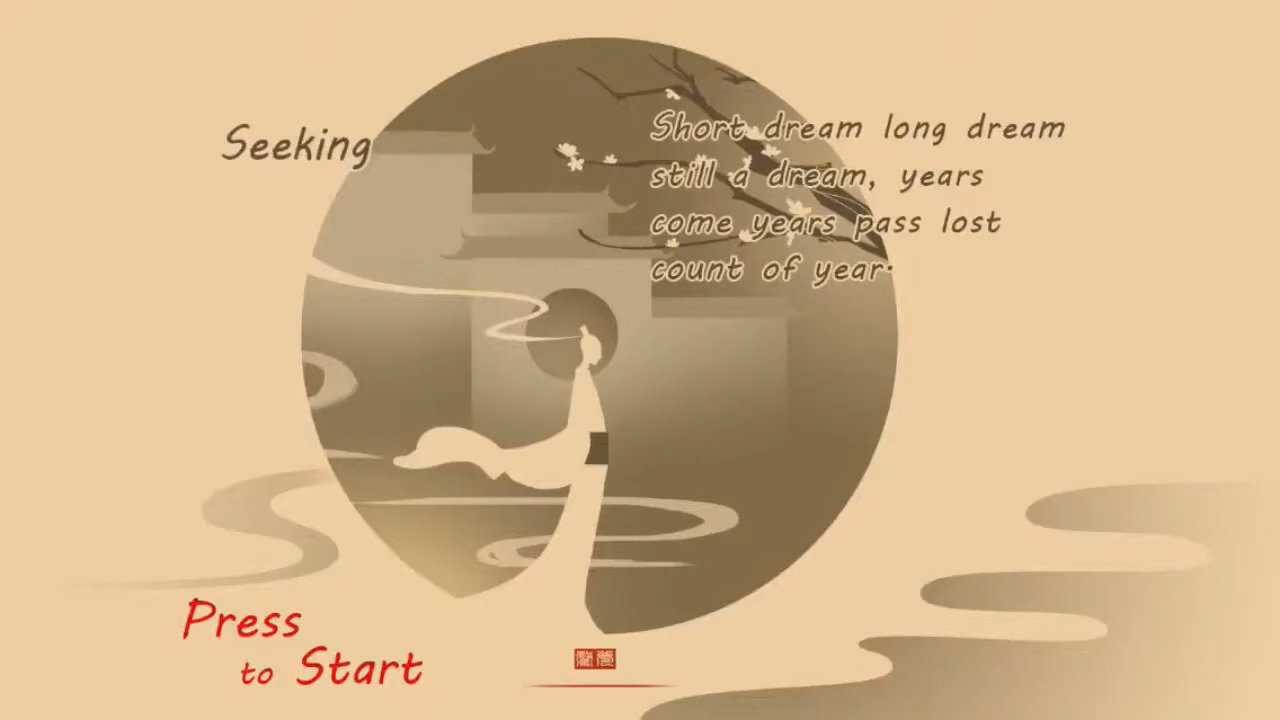 Seeking
Short dream long dream
still a dream, years
come years pass lost
count of year·
Press
to Start